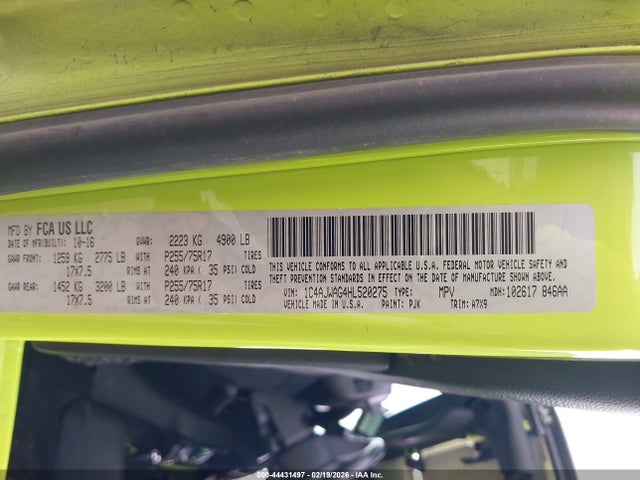 MFD BY FCA US LLC
DATE OF MFR(BUILT): 10-16 GVWR: 2223 KG 4900 LB
GAWR FRONT: 1259 KG 2775 LB WITH P255/75R17 TIRES
17X7.5 RIMS AT 240 KPA ( 35 PSI) COLD
GAWR REAR: 1452 KG 3200 LB WITH P255/75R17 TIRES
17X7.5 RIMS AT 240 KPA ( 35 PSI) COLD
THIS VEHICLE CONFORMS TO ALL APPLICABLE U.S.A. FEDERAL MOTOR VEHICLE SAFETY, BUMPER AND
THEFT PREVENTION STANDARDS IN EFFECT ON THE DATE OF MANUFACTURE SHOWN ABOVE.
VIN: 1C4AJWAG4HL520275 TYPE: MPV MDH: 102617 846AA
VEHICLE MADE IN U.S.A. PAINT: PJK TRIM: A7X9
000-44431497 - 02/19/2026 - IAAI.CA